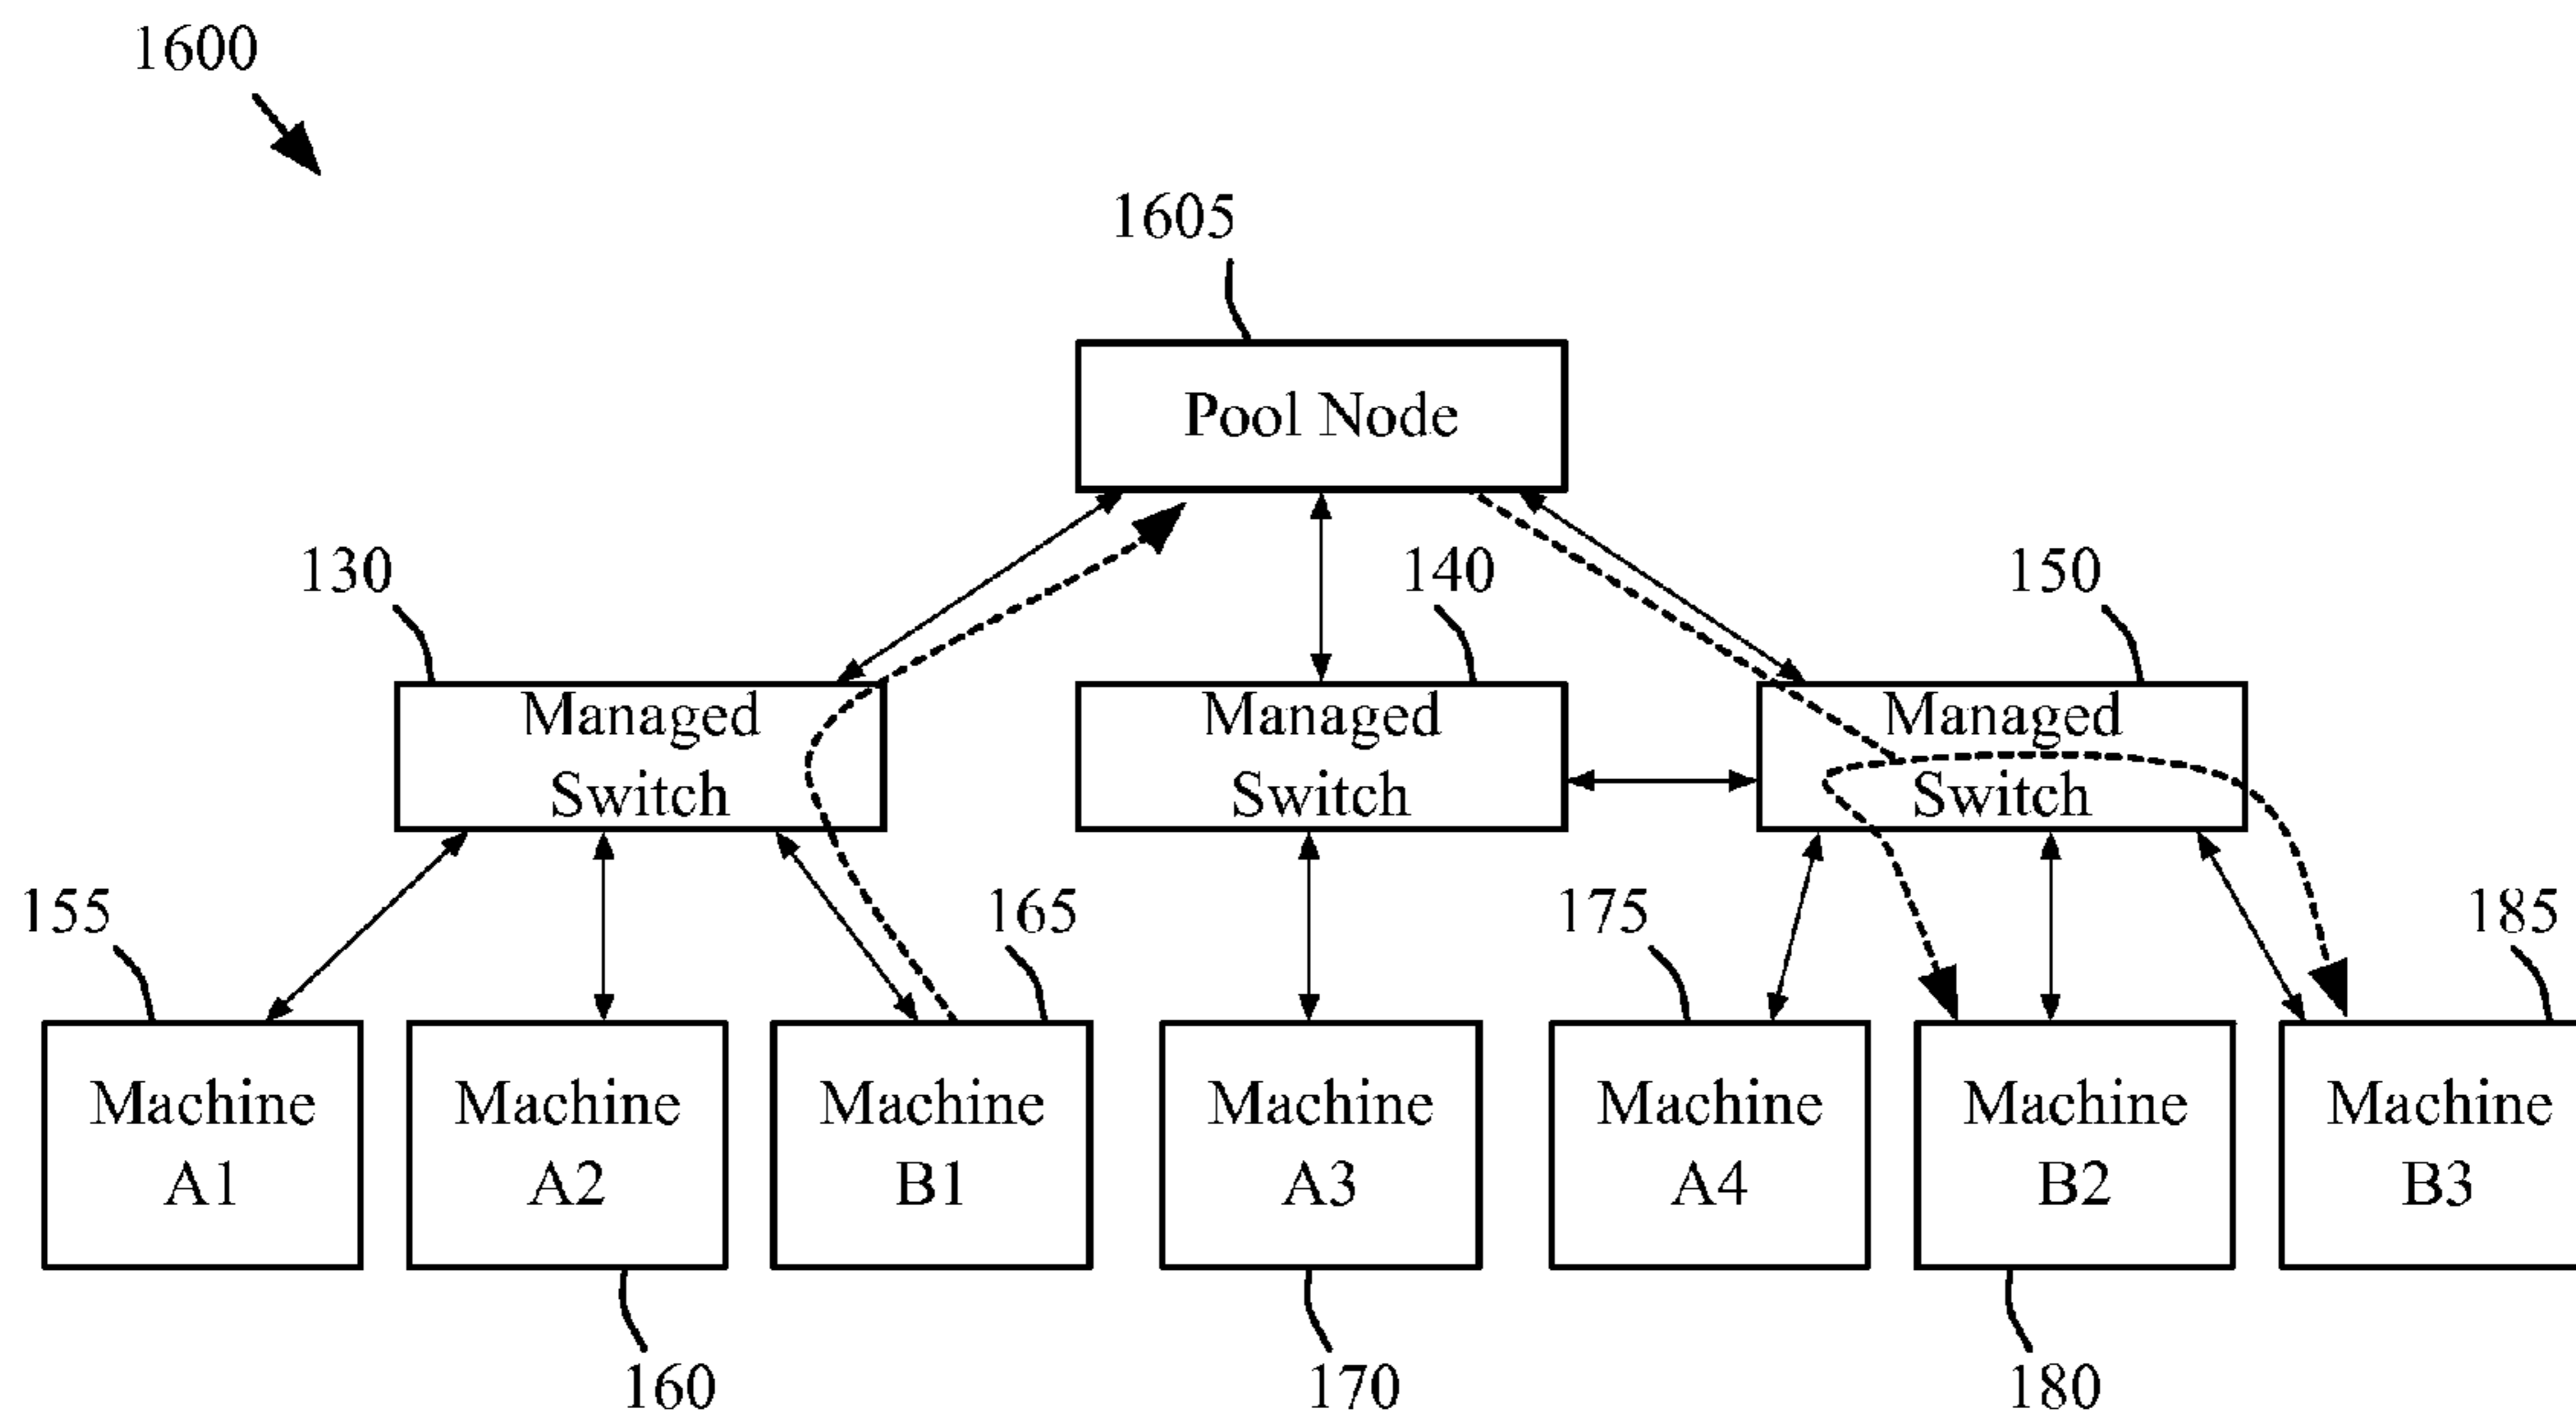 1600
1605
Pool Node
130
140
150
Managed
Switch
Managed
Switch
Managed
Switch
155
165
175
185
Machine
A1
Machine
A2
Machine
B1
Machine
A3
Machine
A4
Machine
B2
Machine
B3
160
170
180